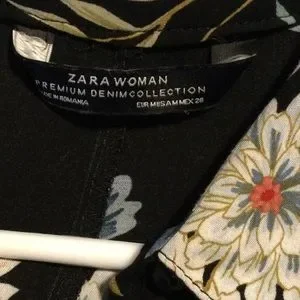 ZARA WOMAN
PREMIUM DENIM COLLECTION
MADE IN ROMANIA
EUR M USA M MEX 28